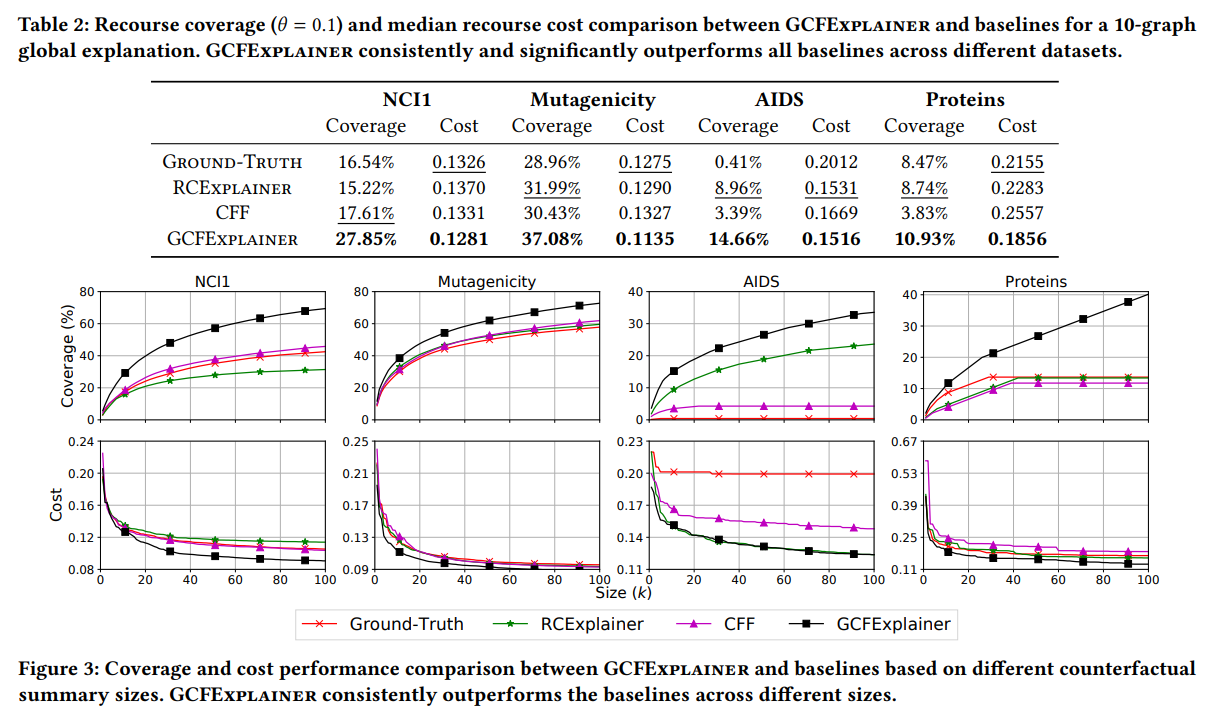 Table 2: Recourse coverage (θ = 0.1) and median recourse cost comparison between GCFExplainer and baselines for a 10-graph
global explanation. GCFExplainer consistently and significantly outperforms all baselines across different datasets.
NCI1 Mutagenicity AIDS Proteins
Coverage Cost Coverage Cost Coverage Cost Coverage Cost
Ground-Truth 16.54% 0.1326 28.96% 0.1275 0.41% 0.2012 8.47% 0.2155
RCExplainer 15.22% 0.1370 31.99% 0.1290 8.96% 0.1531 8.74% 0.2283
CFF 17.61% 0.1331 30.43% 0.1327 3.39% 0.1669 3.83% 0.2557
GCFExplainer 27.85% 0.1281 37.08% 0.1135 14.66% 0.1516 10.93% 0.1856
NCI1 Mutagenicity AIDS Proteins
Coverage (%)
80 80 40 40
60 60 30 30
40 40 20 20
20 20 10 10
0 0 0 0
Cost
0.24 0.25 0.23 0.67
0.20 0.21 0.20 0.53
0.16 0.17 0.17 0.39
0.12 0.13 0.14 0.25
0.08 0.09 0.11 0.11
0 20 40 60 80 100 0 20 40 60 80 100 0 20 40 60 80 100 0 20 40 60 80 100
Size (k)
Ground-Truth RCExplainer CFF GCFExplainer
Figure 3: Coverage and cost performance comparison between GCFExplainer and baselines based on different counterfactual
summary sizes. GCFExplainer consistently outperforms the baselines across different sizes.